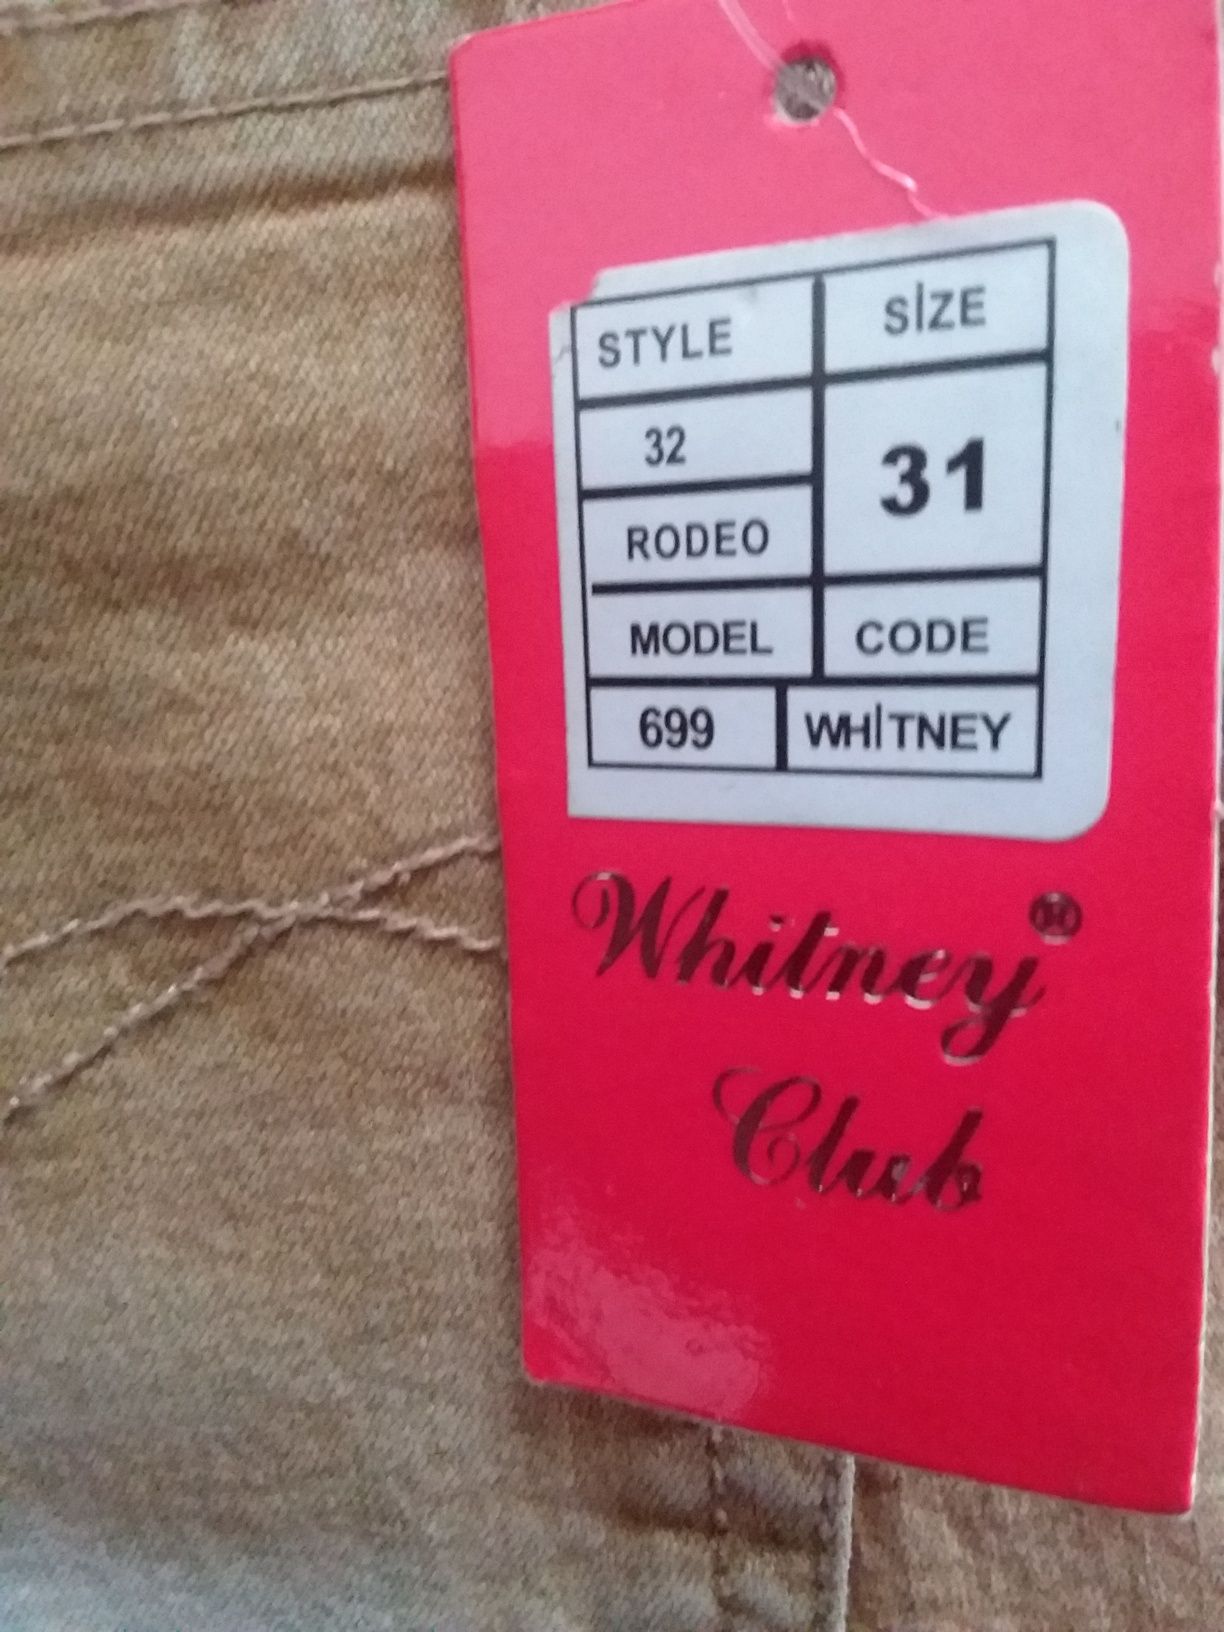 STYLE SİZE
32 31
RODEO
MODEL CODE
699 WHİTNEY
Whitney®
Club